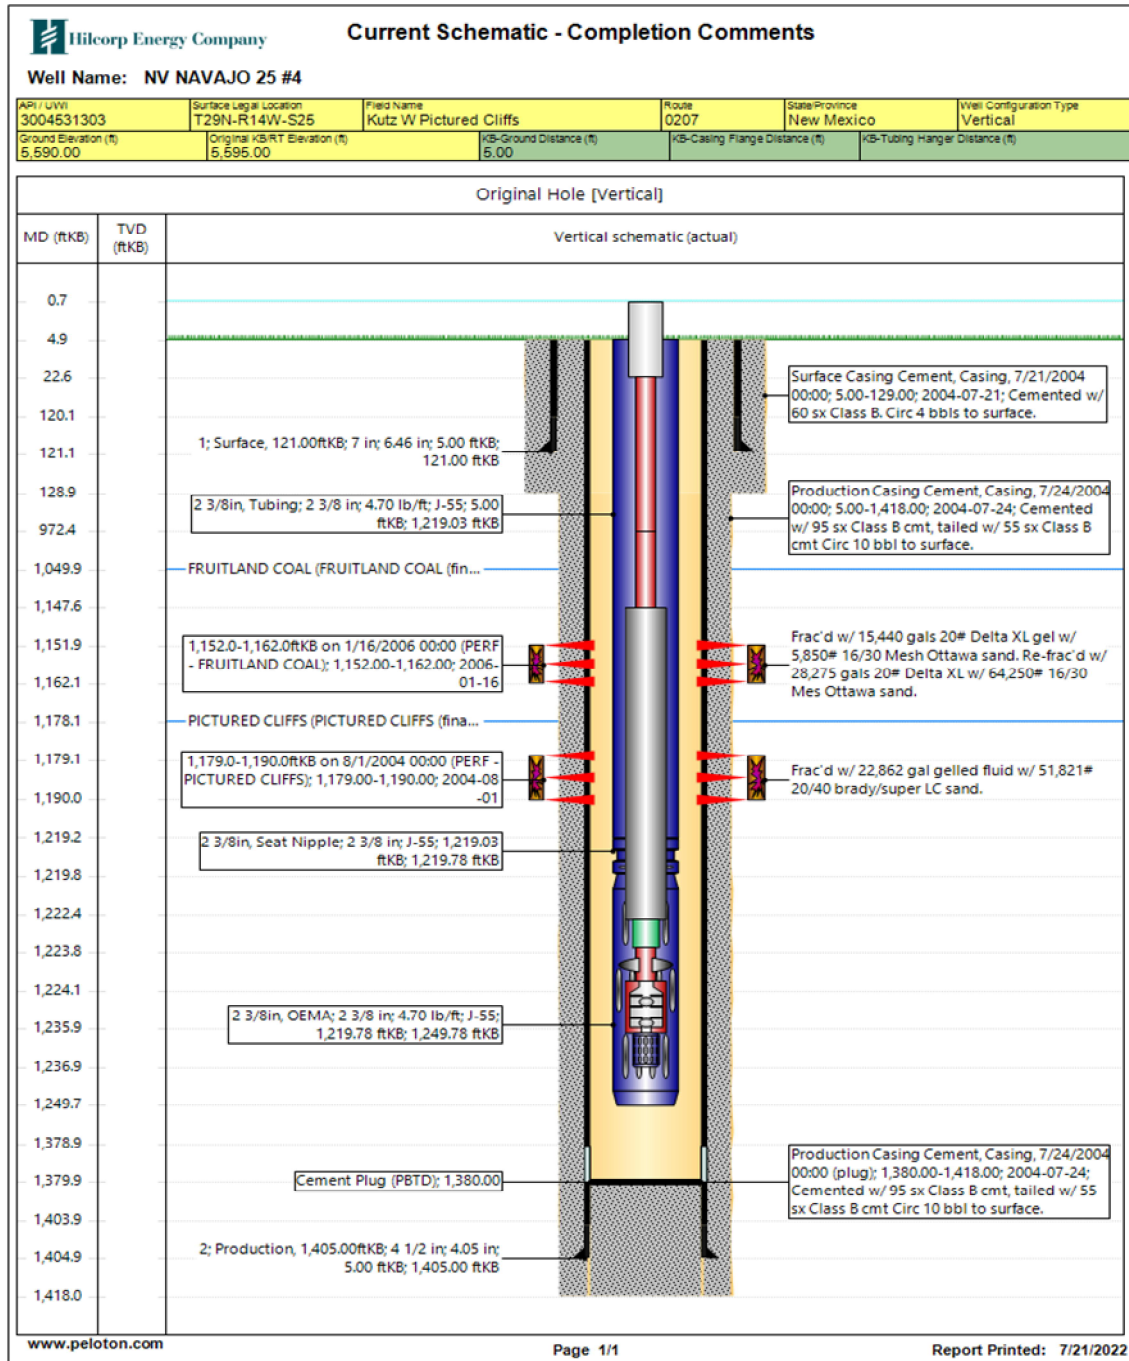 Hilcorp Energy Company
Current Schematic - Completion Comments
Well Name: NV NAVAJO 25 #4
API / UWI
3004531303
Surface Legal Location
T29N-R14W-S25
Field Name
Kutz W Pictured Cliffs
Route
0207
State/Province
New Mexico
Well Configuration Type
Vertical
Ground Elevation (ft)
5,590.00
Original KB/RT Elevation (ft)
5,595.00
KB-Ground Distance (ft)
5.00
KB-Casing Flange Distance (ft)
KB-Tubing Hanger Distance (ft)
Original Hole [Vertical]
MD (ftKB)
TVD
(ftKB)
Vertical schematic (actual)
0.7
4.9
22.6
120.1
121.1
128.9
972.4
1,049.9
1,147.6
1,151.9
1,162.1
1,178.1
1,179.1
1,190.0
1,219.2
1,219.8
1,222.4
1,223.8
1,224.1
1,235.9
1,236.9
1,249.7
1,378.9
1,379.9
1,403.9
1,404.9
1,418.0
Surface Casing Cement, Casing, 7/21/2004
00:00; 5.00-129.00; 2004-07-21; Cemented w/
60 sx Class B. Circ 4 bbls to surface.
1; Surface, 121.00ftKB; 7 in; 6.46 in; 5.00 ftKB;
121.00 ftKB
2 3/8in, Tubing; 2 3/8 in; 4.70 lb/ft; J-55; 5.00
ftKB; 1,219.03 ftKB
Production Casing Cement, Casing, 7/24/2004
00:00; 5.00-1,418.00; 2004-07-24; Cemented
w/ 95 sx Class B cmt, tailed w/ 55 sx Class B
cmt Circ 10 bbl to surface.
FRUITLAND COAL (FRUITLAND COAL (fin...
1,152.0-1,162.0ftKB on 1/16/2006 00:00 (PERF
- FRUITLAND COAL); 1,152.00-1,162.00; 2006-
01-16
Frac'd w/ 15,440 gals 20# Delta XL gel w/
5,850# 16/30 Mesh Ottawa sand. Re-frac'd w/
28,275 gals 20# Delta XL w/ 64,250# 16/30
Mes Ottawa sand.
PICTURED CLIFFS (PICTURED CLIFFS (fina...
1,179.0-1,190.0ftKB on 8/1/2004 00:00 (PERF -
PICTURED CLIFFS); 1,179.00-1,190.00; 2004-08
-01
Frac'd w/ 22,862 gal gelled fluid w/ 51,821#
20/40 brady/super LC sand.
2 3/8in, Seat Nipple; 2 3/8 in; J-55; 1,219.03
ftKB; 1,219.78 ftKB
2 3/8in, OEMA; 2 3/8 in; 4.70 lb/ft; J-55;
1,219.78 ftKB; 1,249.78 ftKB
Cement Plug (PBTD); 1,380.00
Production Casing Cement, Casing, 7/24/2004
00:00 (plug); 1,380.00-1,418.00; 2004-07-24;
Cemented w/ 95 sx Class B cmt, tailed w/ 55
sx Class B cmt Circ 10 bbl to surface.
2; Production, 1,405.00ftKB; 4 1/2 in; 4.05 in;
5.00 ftKB; 1,405.00 ftKB
www.peloton.com
Page 1/1
Report Printed: 7/21/2022